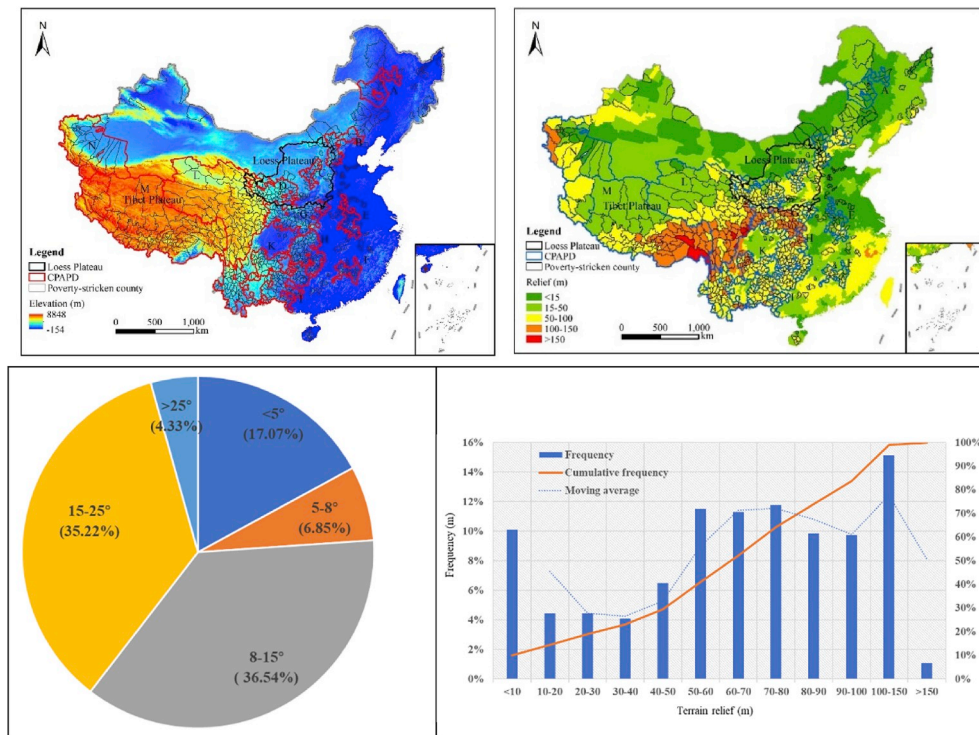 N
Loess Plateau
M
Tibet Plateau
K
Legend
Loess Plateau
CPAPD
Poverty-stricken county
Elevation (m)
8848
-154
0 500 1,000
km
N
A
Loess Plateau
M
Tibet Plateau
Legend
Loess Plateau
CPAPD
Poverty-stricken county
Relief (m)
<15
15-50
50-100
100-150
>150
0 500 1,000
km
>25°
(4.33%)
<5°
(17.07%)
5-8°
(6.85%)
15-25°
(35.22%)
8-15°
( 36.54%)
Frequency
Cumulative frequency
Moving average
Frequency (m)
16%
14%
12%
10%
8%
6%
4%
2%
0%
100%
90%
80%
70%
60%
50%
40%
30%
20%
10%
0%
<10 10-20 20-30 30-40 40-50 50-60 60-70 70-80 80-90 90-100 100-150 >150
Terrain relief (m)